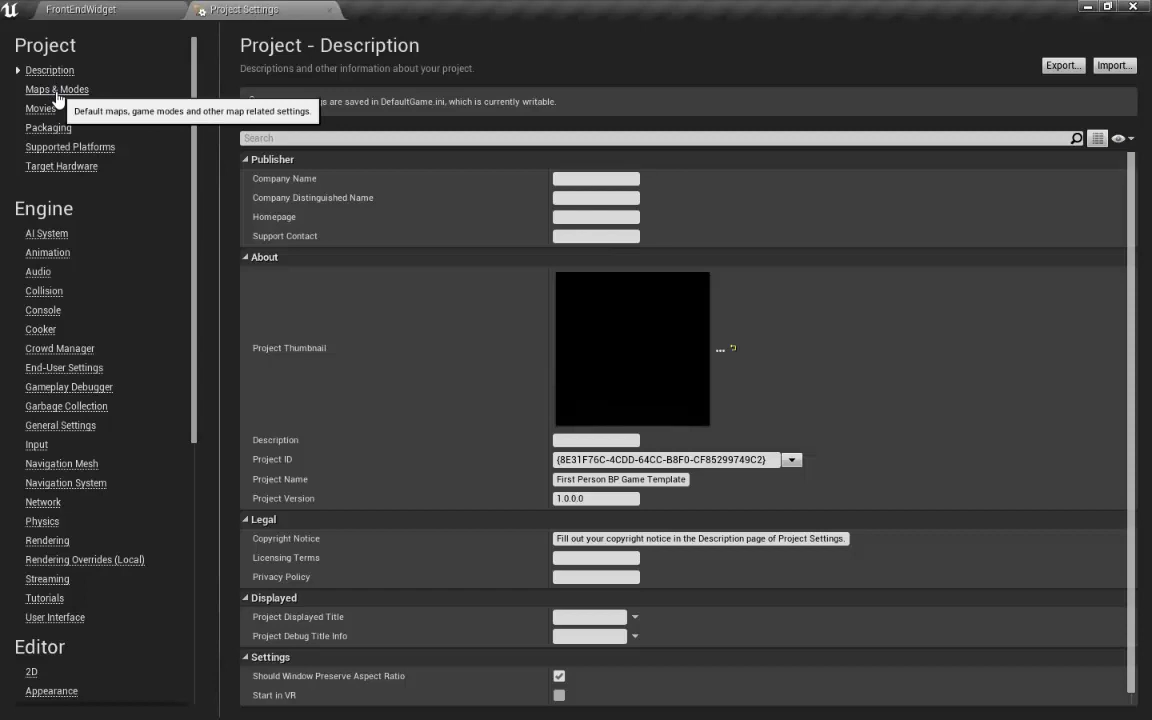 FrontEndWidget
Project Settings
Project
Description
Maps & Modes
Movies
Packaging
Supported Platforms
Target Hardware
Engine
AI System
Animation
Audio
Collision
Console
Cooker
Crowd Manager
End-User Settings
Gameplay Debugger
Garbage Collection
General Settings
Input
Navigation Mesh
Navigation System
Network
Physics
Rendering
Rendering Overrides (Local)
Streaming
Tutorials
User Interface
Editor
2D
Appearance
Default maps, game modes and other map related settings.
Project - Description
Descriptions and other information about your project.
Export...
Import...
are saved in DefaultGame.ini, which is currently writable.
Search
Publisher
Company Name
Company Distinguished Name
Homepage
Support Contact
About
Project Thumbnail
...
Description
Project ID
{8E31F76C-4CDD-64CC-B8F0-CF85299749C2}
Project Name
First Person BP Game Template
Project Version
1.0.0.0
Legal
Copyright Notice
Fill out your copyright notice in the Description page of Project Settings.
Licensing Terms
Privacy Policy
Displayed
Project Displayed Title
Project Debug Title Info
Settings
Should Window Preserve Aspect Ratio
Start in VR